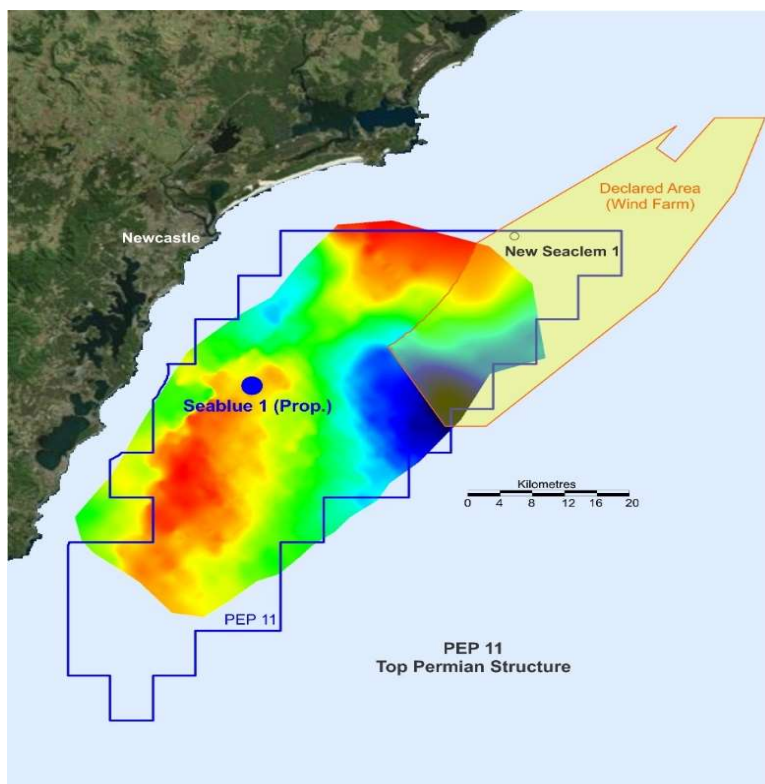 Declared Area
(Wind Farm)
Newcastle
New Seaclem 1
Seablue 1 (Prop.)
Kilometres
0 4 8 12 16 20
PEP 11
PEP 11
Top Permian Structure